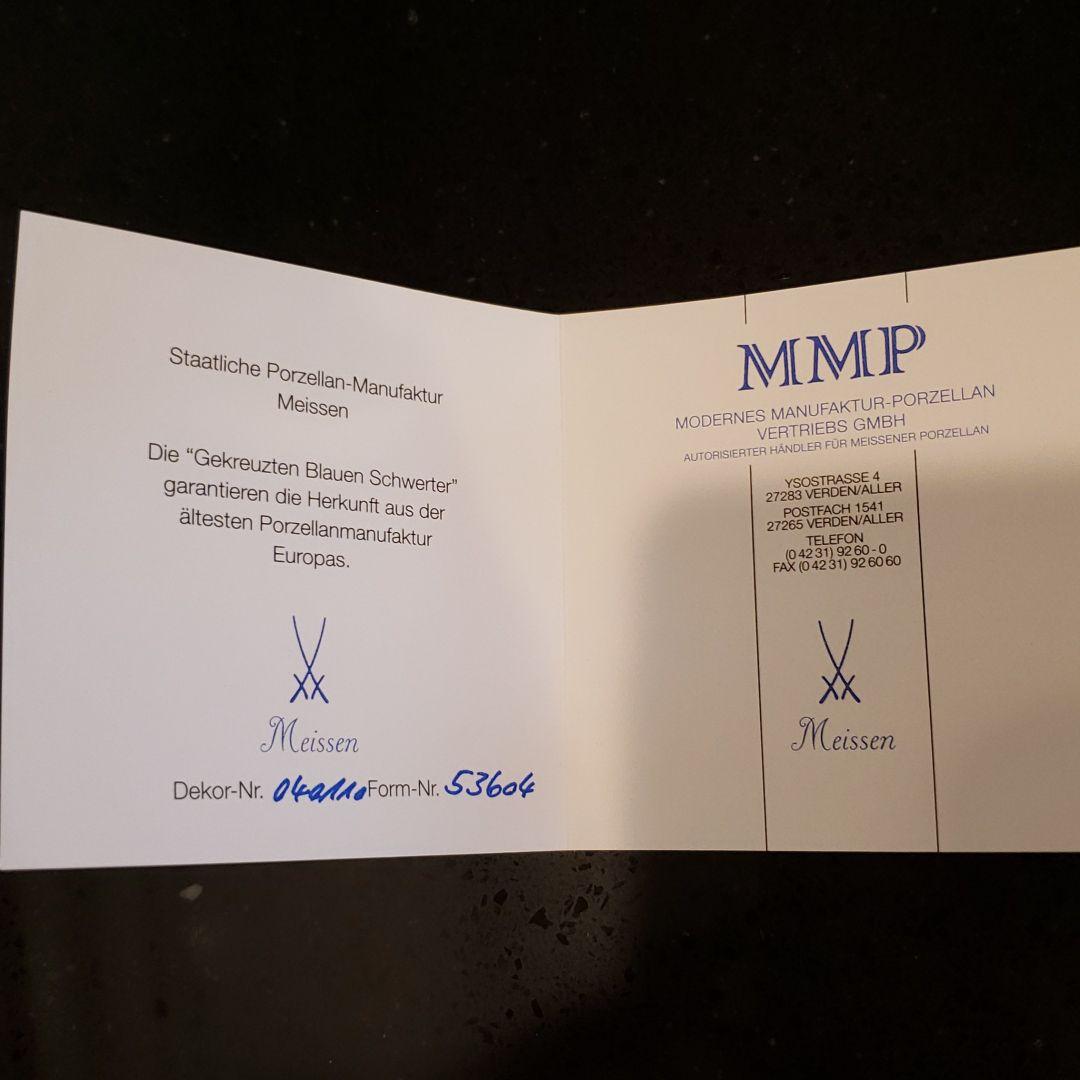 Staatliche Porzellan-Manufaktur
Meissen
Die “Gekreuzten Blauen Schwerter”
garantieren die Herkunft aus der
ältesten Porzellanmanufaktur
Europas.
Meissen
Dekor-Nr. Form-Nr. 53604
MMP
MODERNES MANUFAKTUR-PORZELLAN
VERTRIEBS GMBH
AUTORISIERTER HÄNDLER FÜR MEISSENER PORZELLAN
YSOSTRASSE 4
27283 VERDEN/ALLER
POSTFACH 1541
27265 VERDEN/ALLER
TELEFON
(0 42 31) 92 60 - 0
FAX (0 42 31) 92 60 60
Meissen